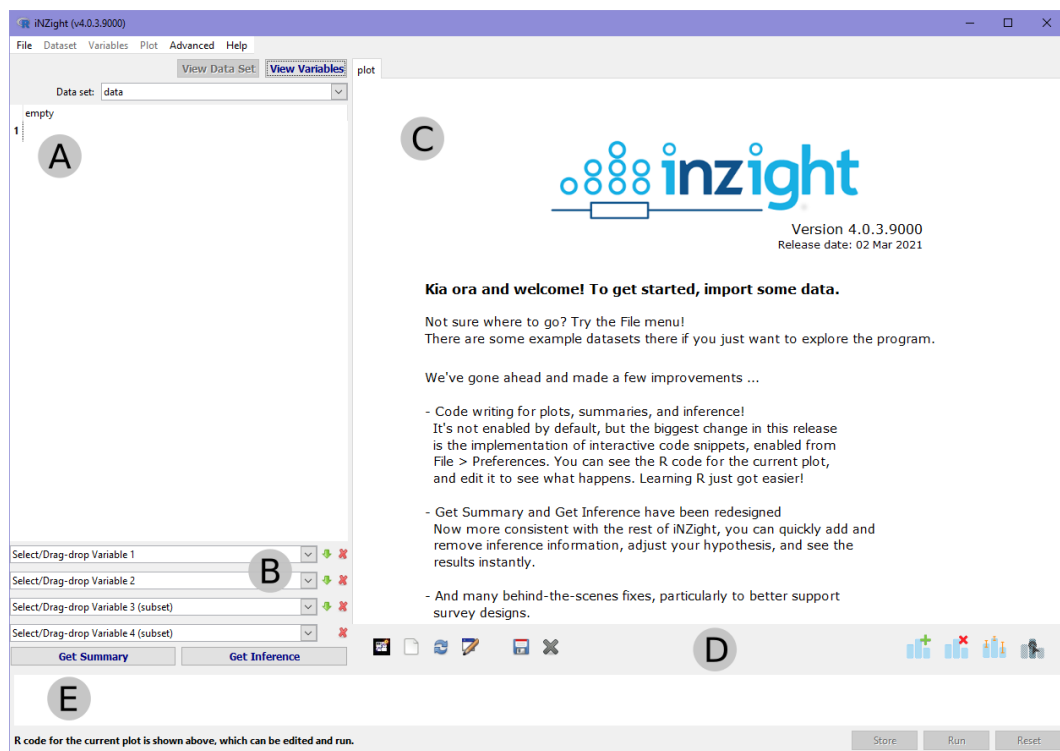 iNZight (v4.0.3.9000)
File Dataset Variables Plot Advanced Help
View Data Set View Variables
plot
Data set: data
empty
1
A
C
inzight
Version 4.0.3.9000
Release date: 02 Mar 2021
Kia ora and welcome! To get started, import some data.
Not sure where to go? Try the File menu!
There are some example datasets there if you just want to explore the program.
We've gone ahead and made a few improvements ...
- Code writing for plots, summaries, and inference!
It's not enabled by default, but the biggest change in this release
is the implementation of interactive code snippets, enabled from
File > Preferences. You can see the R code for the current plot,
and edit it to see what happens. Learning R just got easier!
- Get Summary and Get Inference have been redesigned
Now more consistent with the rest of iNZight, you can quickly add and
remove inference information, adjust your hypothesis, and see the
results instantly.
- And many behind-the-scenes fixes, particularly to better support
survey designs.
Select/Drag-drop Variable 1
B
Select/Drag-drop Variable 2
Select/Drag-drop Variable 3 (subset)
Select/Drag-drop Variable 4 (subset)
Get Summary Get Inference
D
E
R code for the current plot is shown above, which can be edited and run.
Store Run Reset